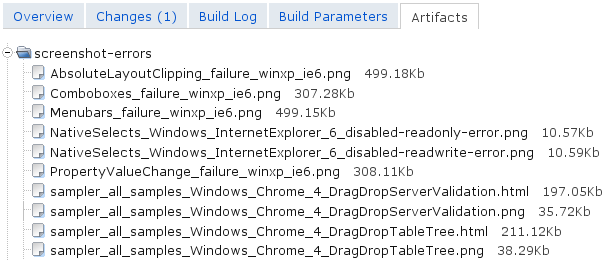 Overview Changes (1) Build Log Build Parameters Artifacts
screenshot-errors
AbsoluteLayoutClipping_failure_winxp_ie6.png 499.18Kb
Comboboxes_failure_winxp_ie6.png 307.28Kb
Menubars_failure_winxp_ie6.png 499.15Kb
NativeSelects_Windows_InternetExplorer_6_disabled-readonly-error.png 10.57Kb
NativeSelects_Windows_InternetExplorer_6_disabled-readwrite-error.png 10.59Kb
PropertyValueChange_failure_winxp_ie6.png 308.11Kb
sampler_all_samples_Windows_Chrome_4_DragDropServerValidation.html 197.05Kb
sampler_all_samples_Windows_Chrome_4_DragDropServerValidation.png 35.72Kb
sampler_all_samples_Windows_Chrome_4_DragDropTableTree.html 211.12Kb
sampler_all_samples_Windows_Chrome_4_DragDropTableTree.png 38.29Kb